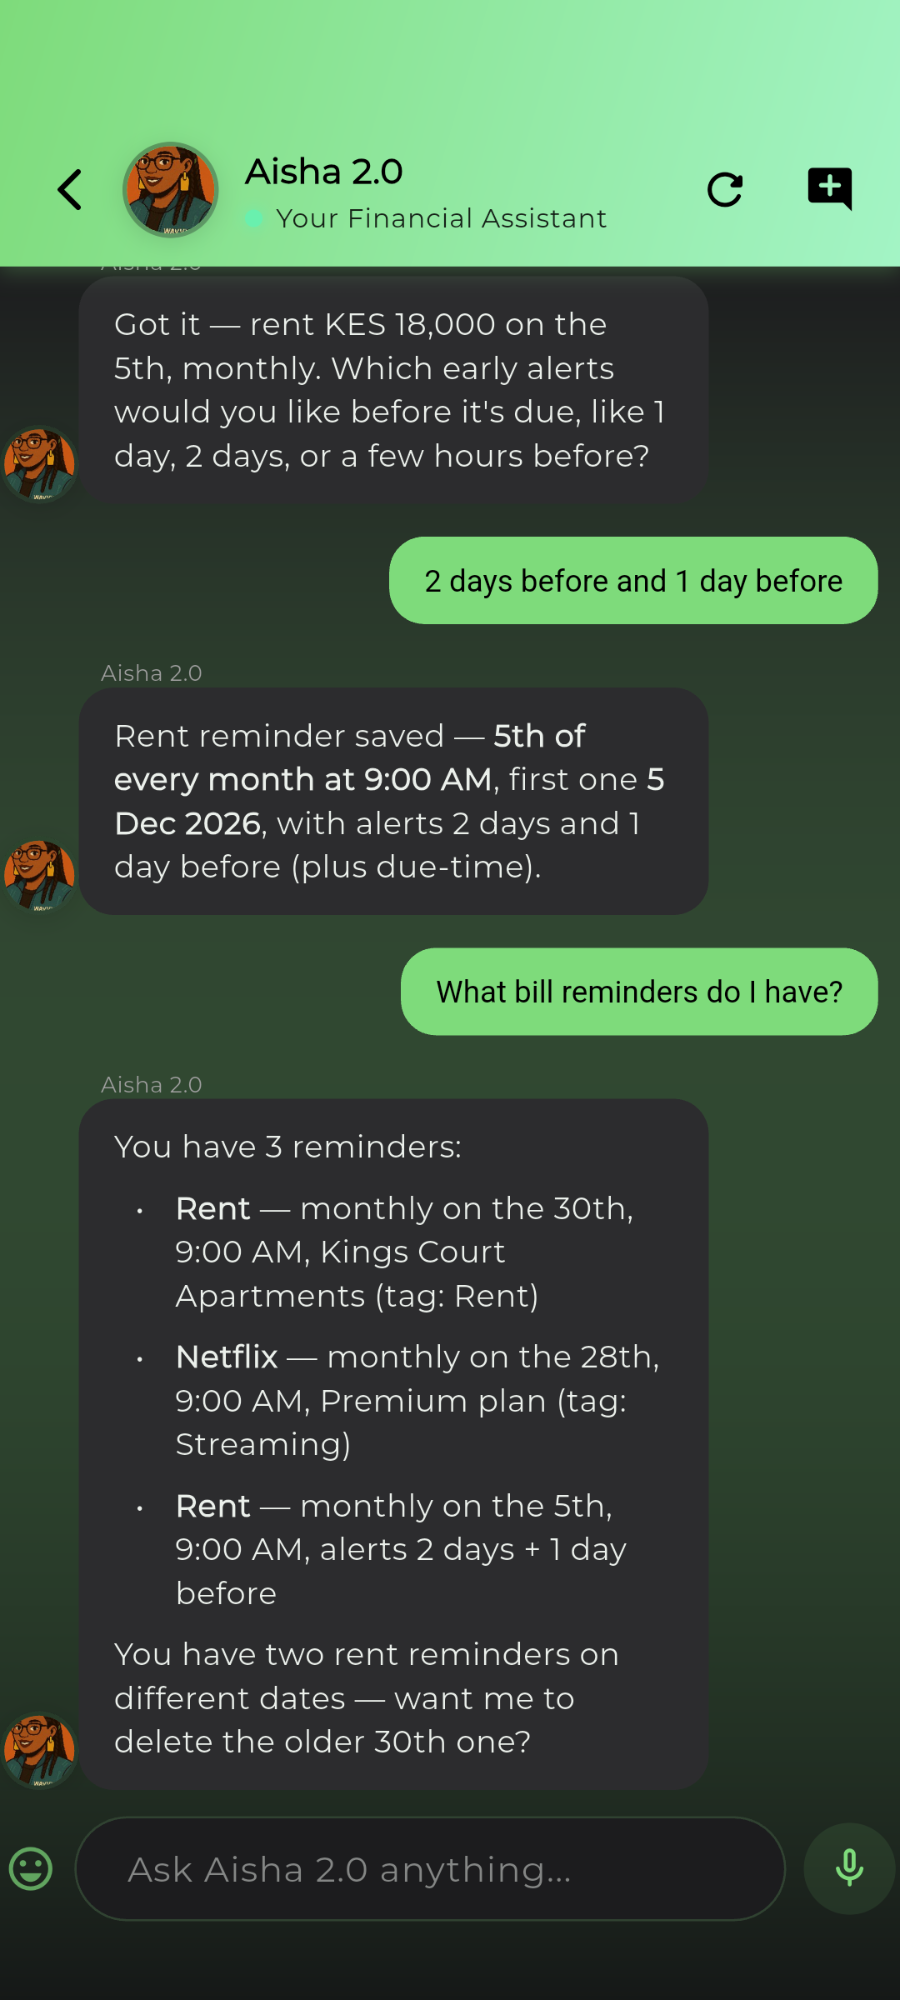 Aisha 2.0
Your Financial Assistant
Aisha 2.0
Got it — rent KES 18,000 on the
5th, monthly. Which early alerts
would you like before it's due, like 1
day, 2 days, or a few hours before?
2 days before and 1 day before
Aisha 2.0
Rent reminder saved — 5th of
every month at 9:00 AM, first one 5
Dec 2026, with alerts 2 days and 1
day before (plus due-time).
What bill reminders do I have?
Aisha 2.0
You have 3 reminders:
• Rent — monthly on the 30th,
9:00 AM, Kings Court
Apartments (tag: Rent)
• Netflix — monthly on the 28th,
9:00 AM, Premium plan (tag:
Streaming)
• Rent — monthly on the 5th,
9:00 AM, alerts 2 days + 1 day
before
You have two rent reminders on
different dates — want me to
delete the older 30th one?
Ask Aisha 2.0 anything...